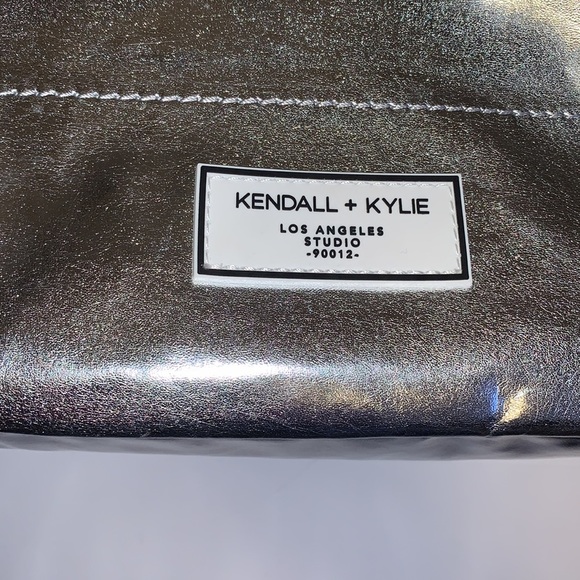 KENDALL + KYLIE
LOS ANGELES
STUDIO
-90012-